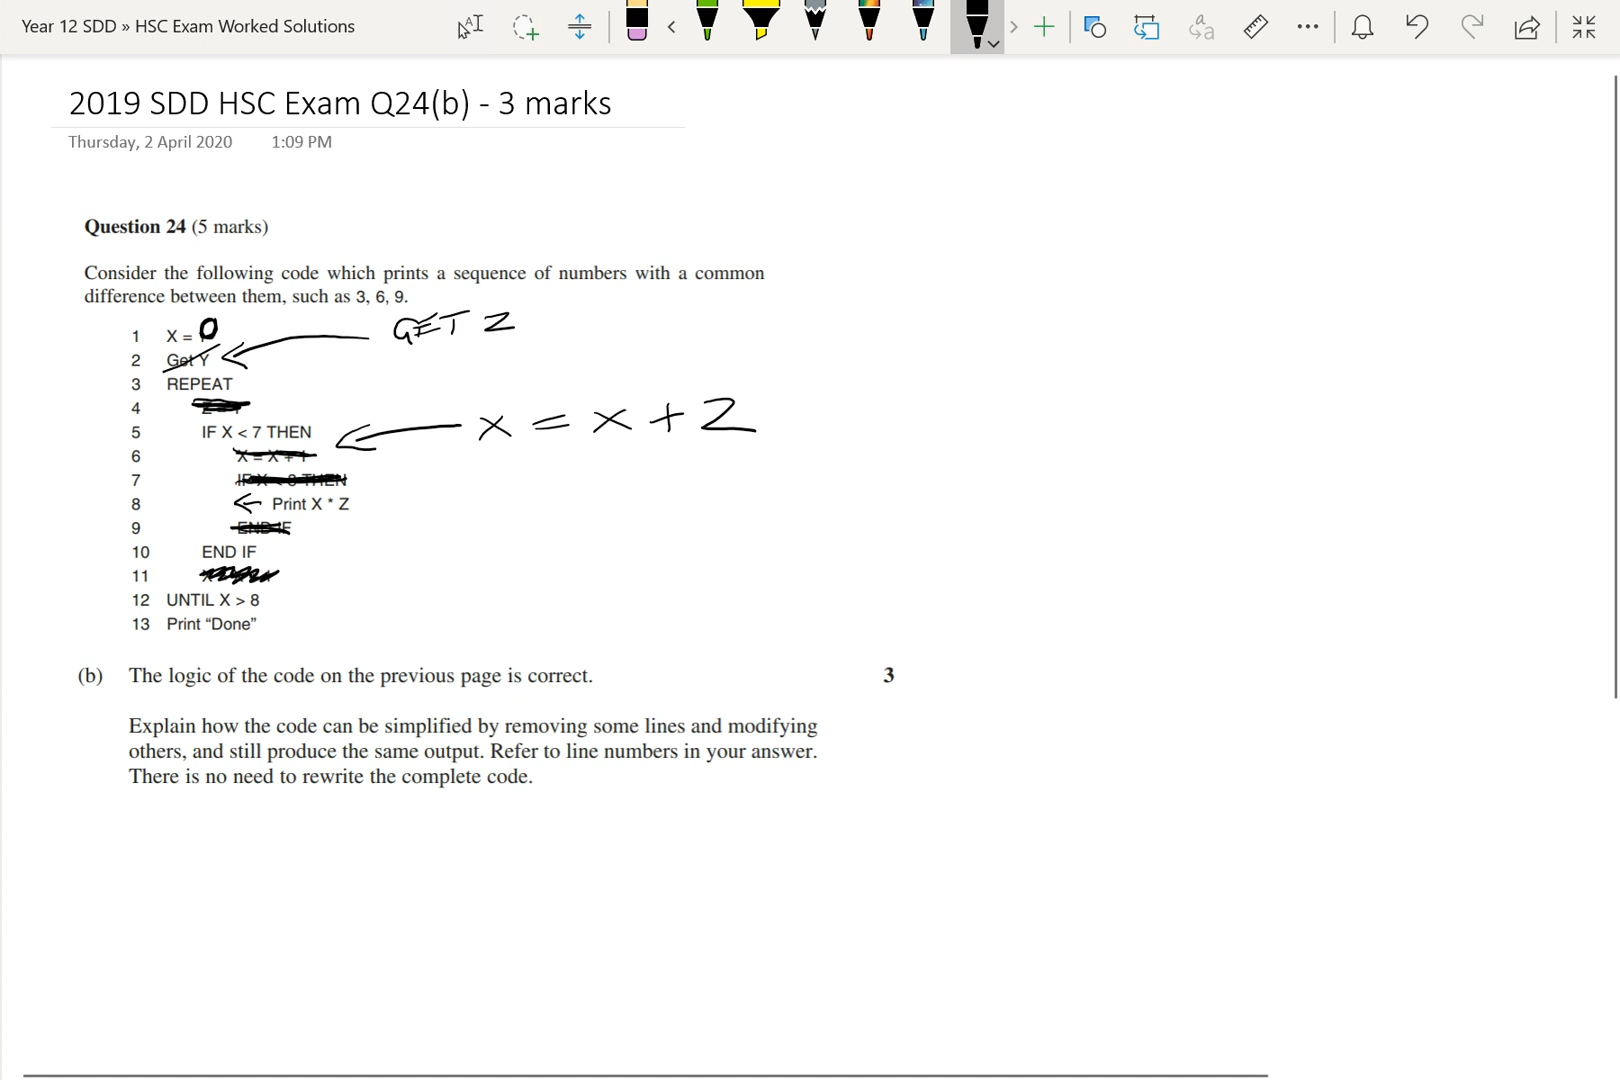 Year 12 SDD » HSC Exam Worked Solutions
2019 SDD HSC Exam Q24(b) - 3 marks
Thursday, 2 April 2020 1:09 PM
Question 24 (5 marks)
Consider the following code which prints a sequence of numbers with a common
difference between them, such as 3, 6, 9.
GET Z
1 X = 0
2 Get Y
3 REPEAT
4
X = X + 2
5 IF X < 7 THEN
6 X = X + 1
7 THEN
8 Print X * Z
9 END IF
10 END IF
11
12 UNTIL X > 8
13 Print “Done”
(b) The logic of the code on the previous page is correct. 3
Explain how the code can be simplified by removing some lines and modifying
others, and still produce the same output. Refer to line numbers in your answer.
There is no need to rewrite the complete code.